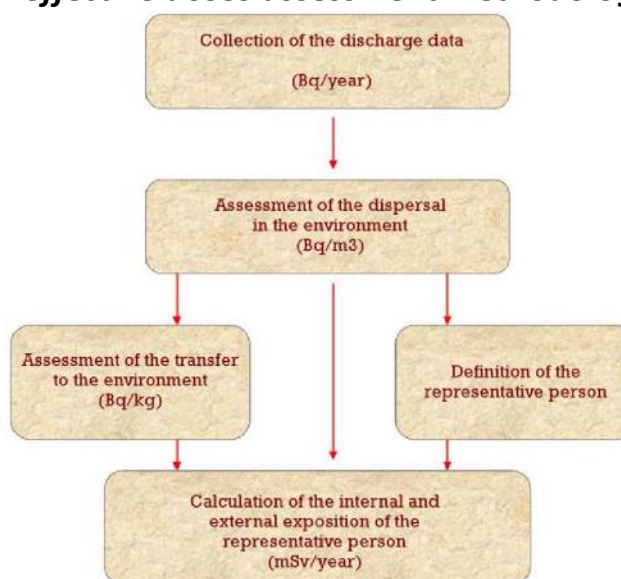 Collection of the discharge data
(Bq/year)
Assessment of the dispersal
in the environment
(Bq/m3)
Assessment of the transfer
to the environment
(Bq/kg)
Definition of the
representative person
Calculation of the internal and
external exposition of the
representative person
(mSv/year)